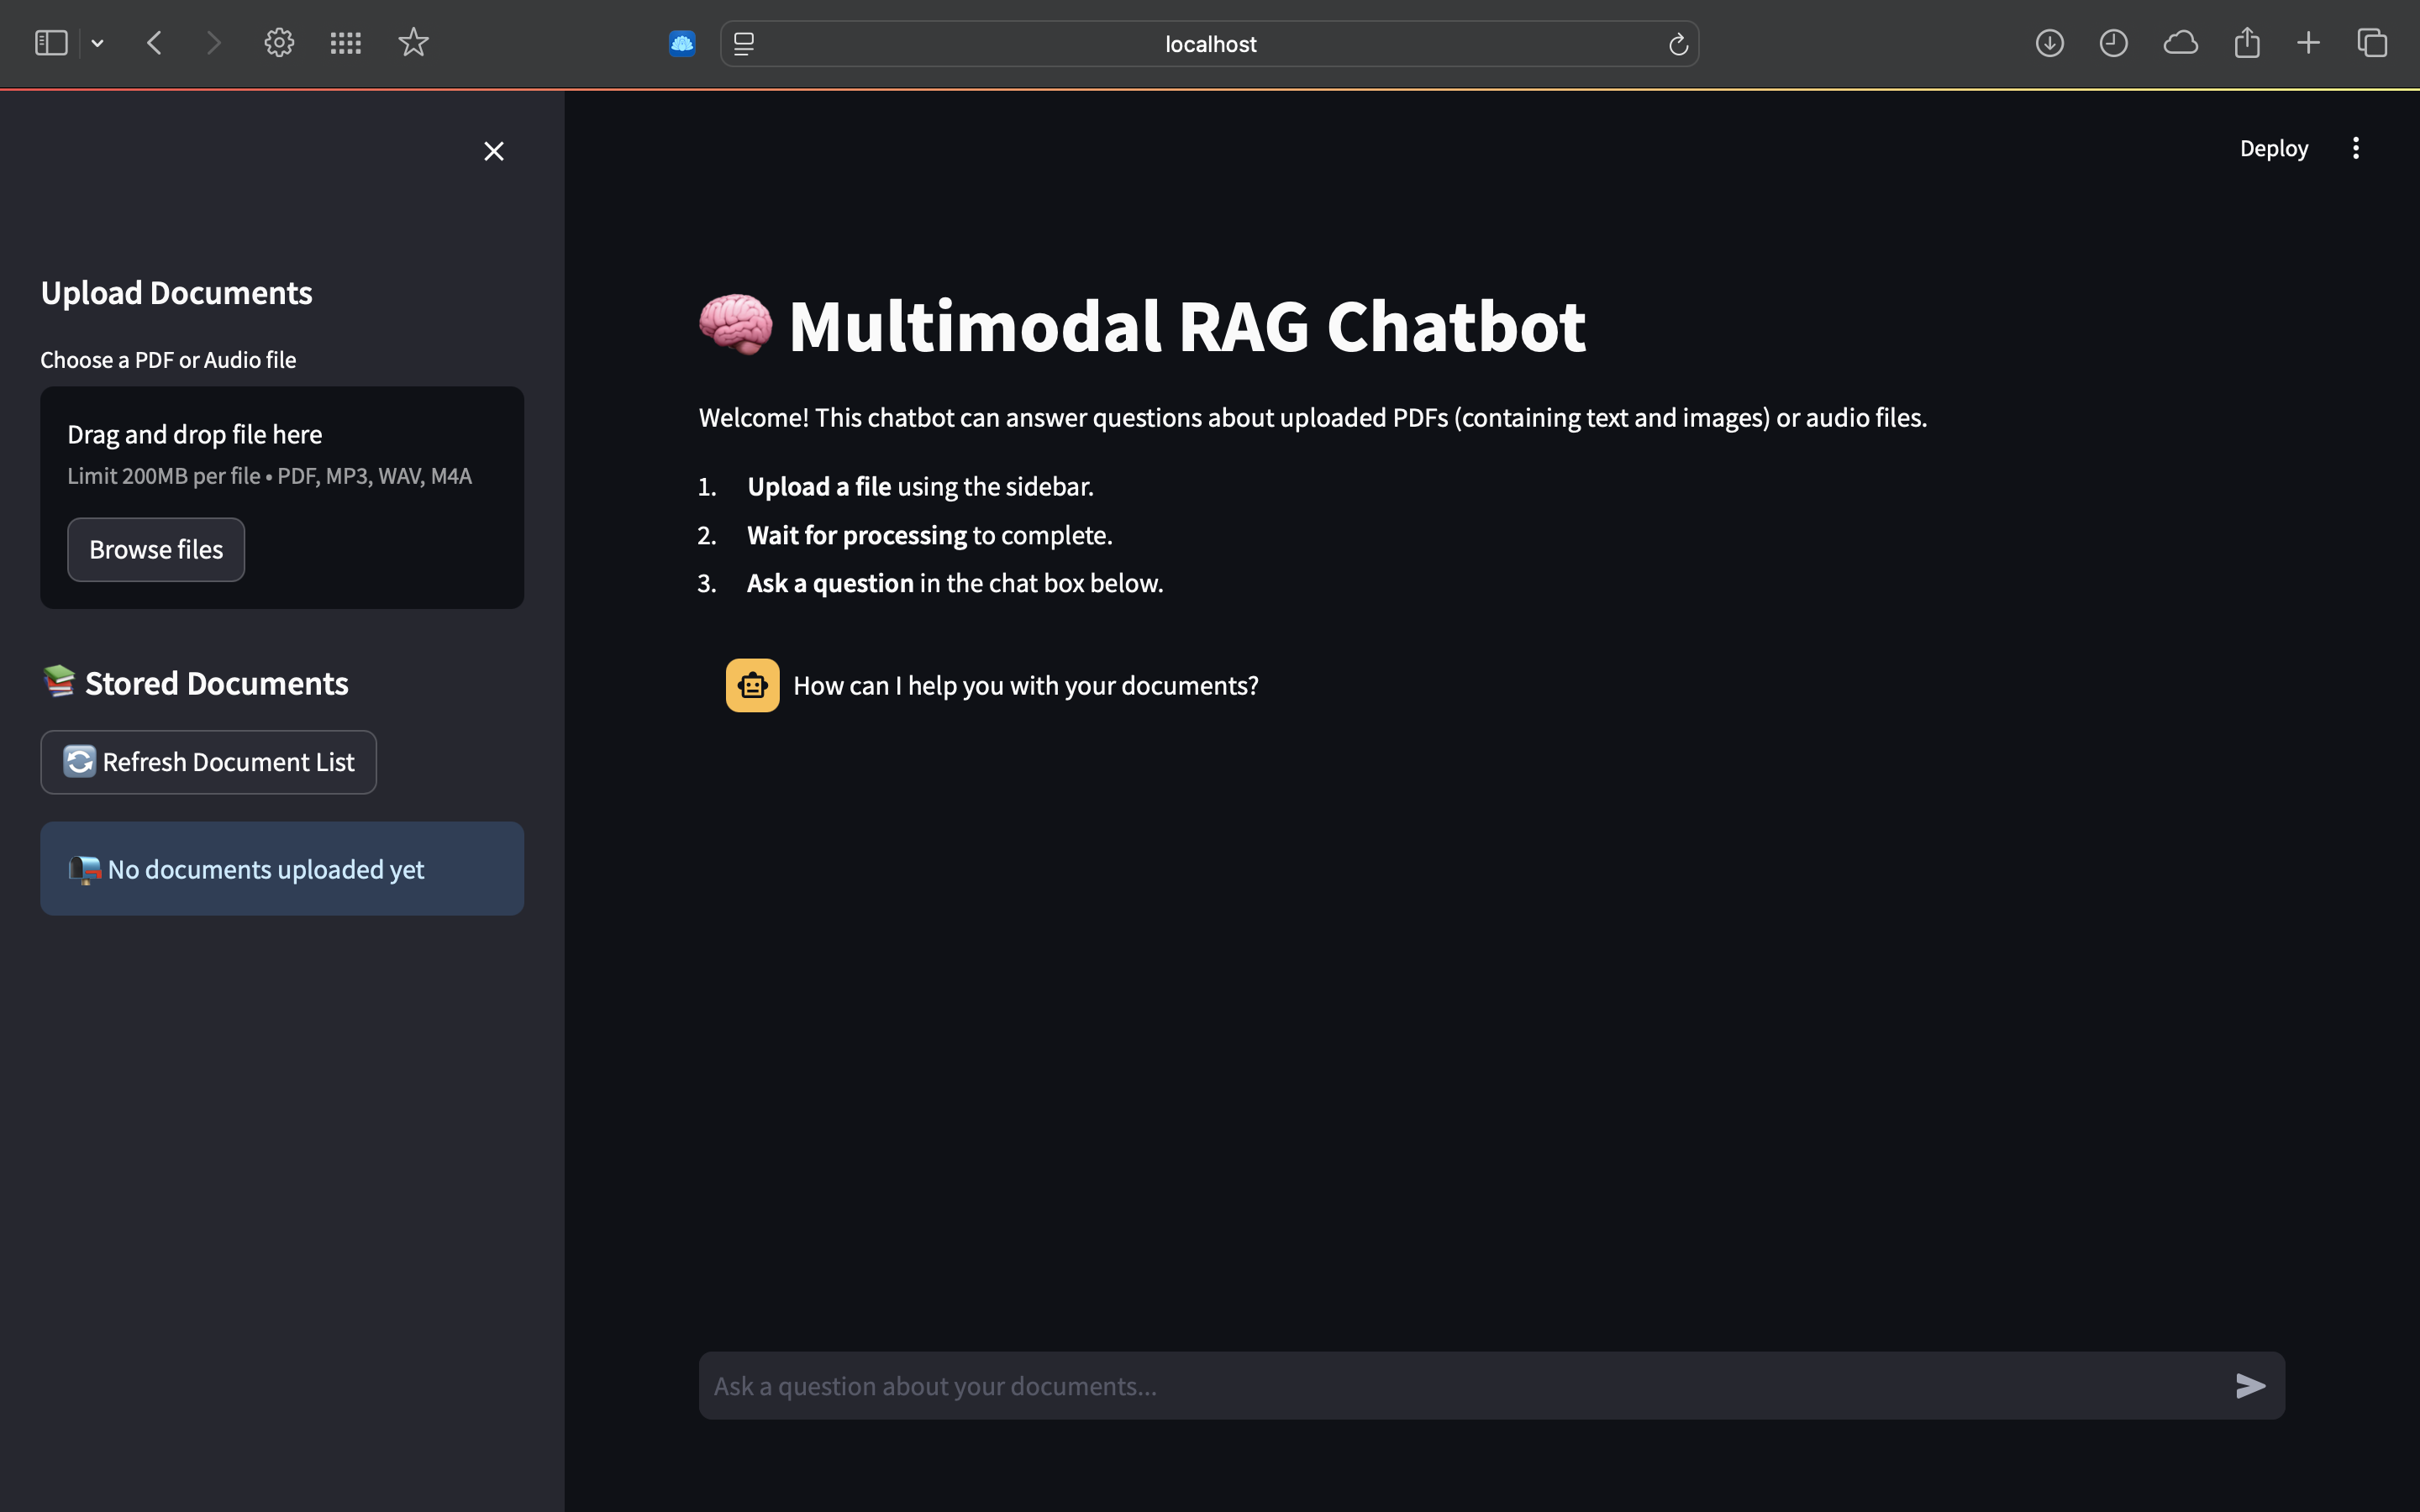 localhost
Deploy
Upload Documents
Choose a PDF or Audio file
Drag and drop file here
Limit 200MB per file • PDF, MP3, WAV, M4A
Browse files
📚 Stored Documents
🔄 Refresh Document List
📭 No documents uploaded yet
🧠 Multimodal RAG Chatbot
Welcome! This chatbot can answer questions about uploaded PDFs (containing text and images) or audio files.
1. Upload a file using the sidebar.
2. Wait for processing to complete.
3. Ask a question in the chat box below.
How can I help you with your documents?
Ask a question about your documents...